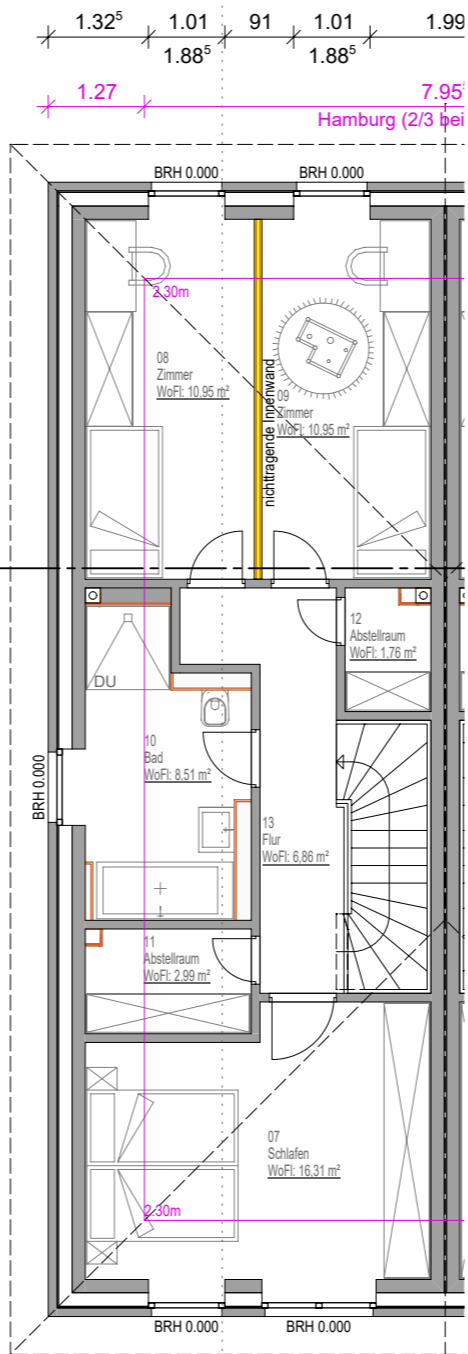 1.32⁵ 1.01 91 1.01 1.99
1.88⁵ 1.88⁵
1.27 7.95⁵
Hamburg (2/3 bei
BRH 0.000 BRH 0.000
2.30m
08
Zimmer
WoFl: 10,95 m²
nichttragende Innenwand
09
Zimmer
WoFl: 10,95 m²
12
Abstellraum
WoFl: 1,76 m²
DU
10
Bad
WoFl: 8,51 m²
BRH 0.000
13
Flur
WoFl: 6,86 m²
11
Abstellraum
WoFl: 2,99 m²
07
Schlafen
WoFl: 16,31 m²
2.30m
BRH 0.000 BRH 0.000